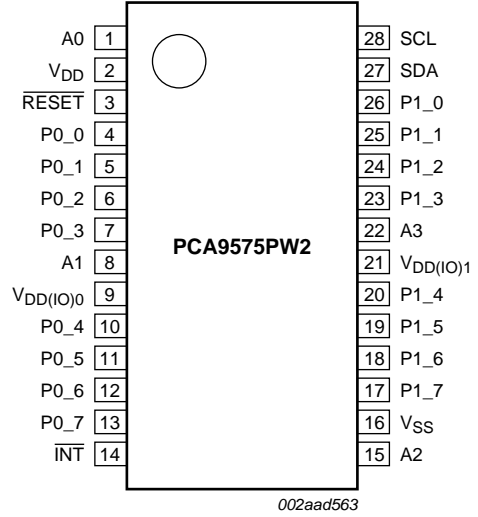 A0 1 28 SCL
VDD 2 27 SDA
RESET 3 26 P1_0
P0_0 4 25 P1_1
P0_1 5 24 P1_2
P0_2 6 23 P1_3
P0_3 7 22 A3
PCA9575PW2
A1 8 21 VDD(IO)1
VDD(IO)0 9 20 P1_4
P0_4 10 19 P1_5
P0_5 11 18 P1_6
P0_6 12 17 P1_7
P0_7 13 16 VSS
INT 14 15 A2
002aad563